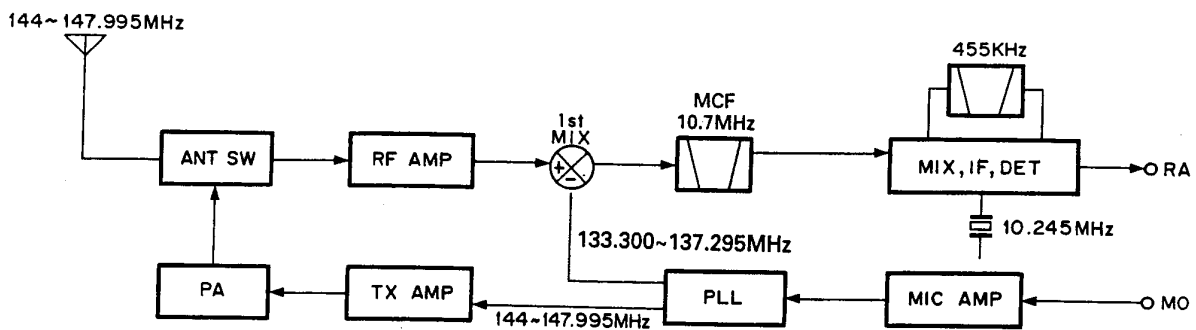 144~147.995MHz
455KHz
MCF
10.7MHz
1st
MIX
+
-
ANT SW
RF AMP
MIX, IF, DET
RA
133.300~137.295MHz
10.245MHz
PA
TX AMP
PLL
MIC AMP
MO
144~147.995MHz